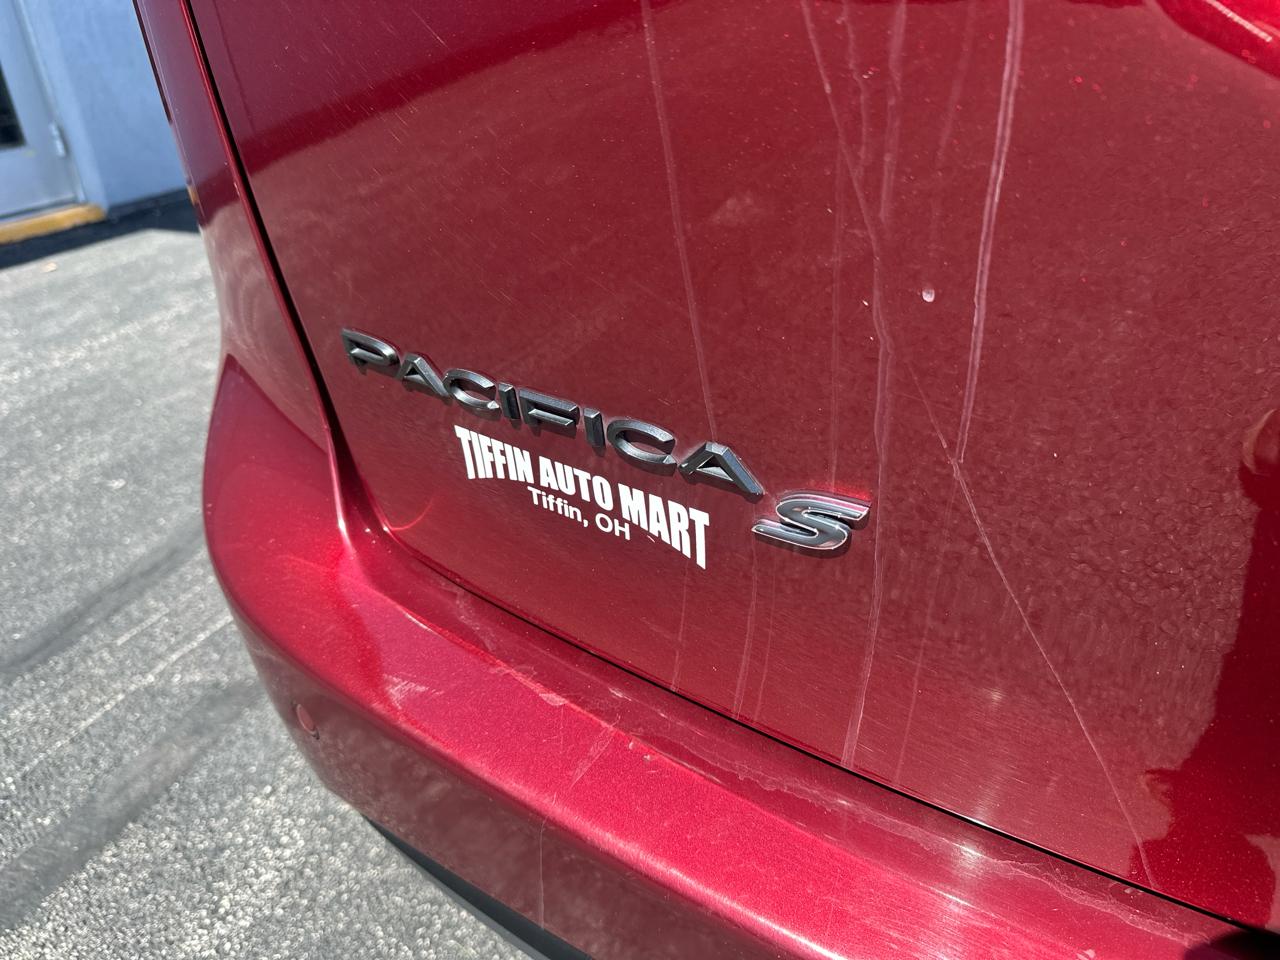 PACIFICA S
TIFFIN AUTO MART
Tiffin, OH